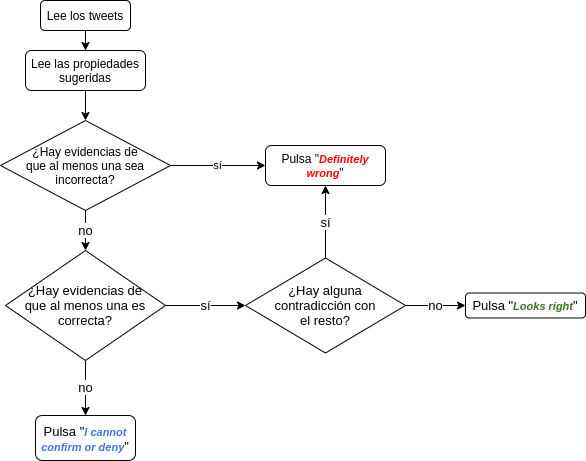 Lee los tweets
Lee las propiedades
sugeridas
¿Hay evidencias de
que al menos una sea
incorrecta?
sí
Pulsa "Definitely
wrong"
no
sí
¿Hay evidencias de
que al menos una es
correcta?
sí
¿Hay alguna
contradicción con
el resto?
no
Pulsa "Looks right"
no
Pulsa "I cannot
confirm or deny"